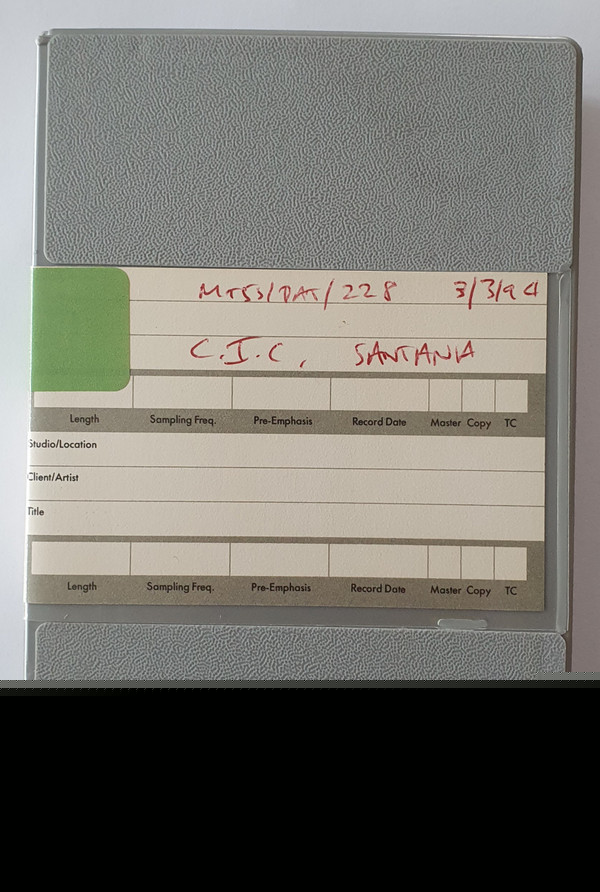 MTSS/DAT/228 3/3/94
C.I.C, SANTANA
Length Sampling Freq. Pre-Emphasis Record Date Master Copy TC
Studio/Location
Client/Artist
Title
Length Sampling Freq. Pre-Emphasis Record Date Master Copy TC